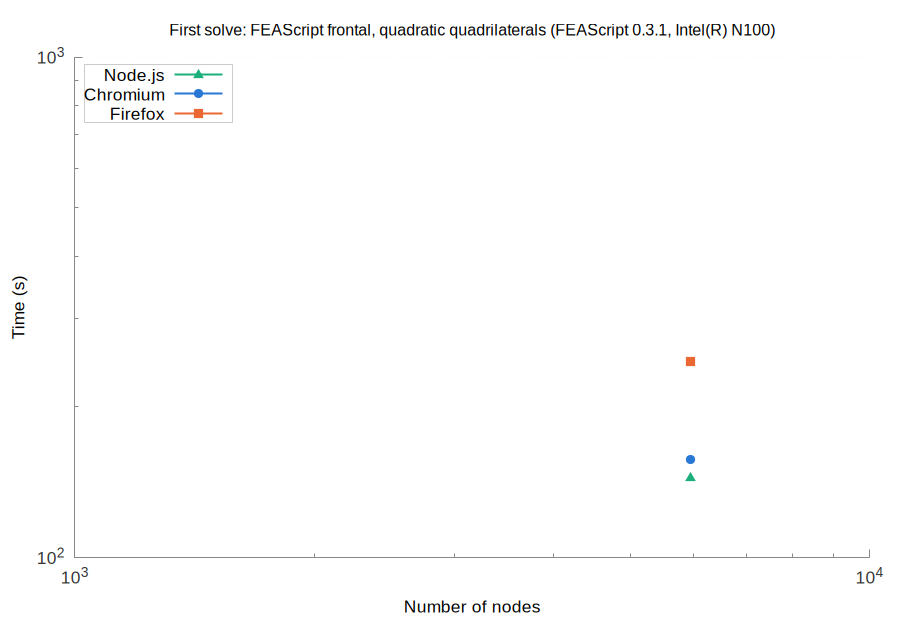 First solve: FEAScript frontal, quadratic quadrilaterals (FEAScript 0.3.1, Intel(R) N100)
10³
Node.js
Chromium
Firefox
Time (s)
10²
10³
10⁴
Number of nodes